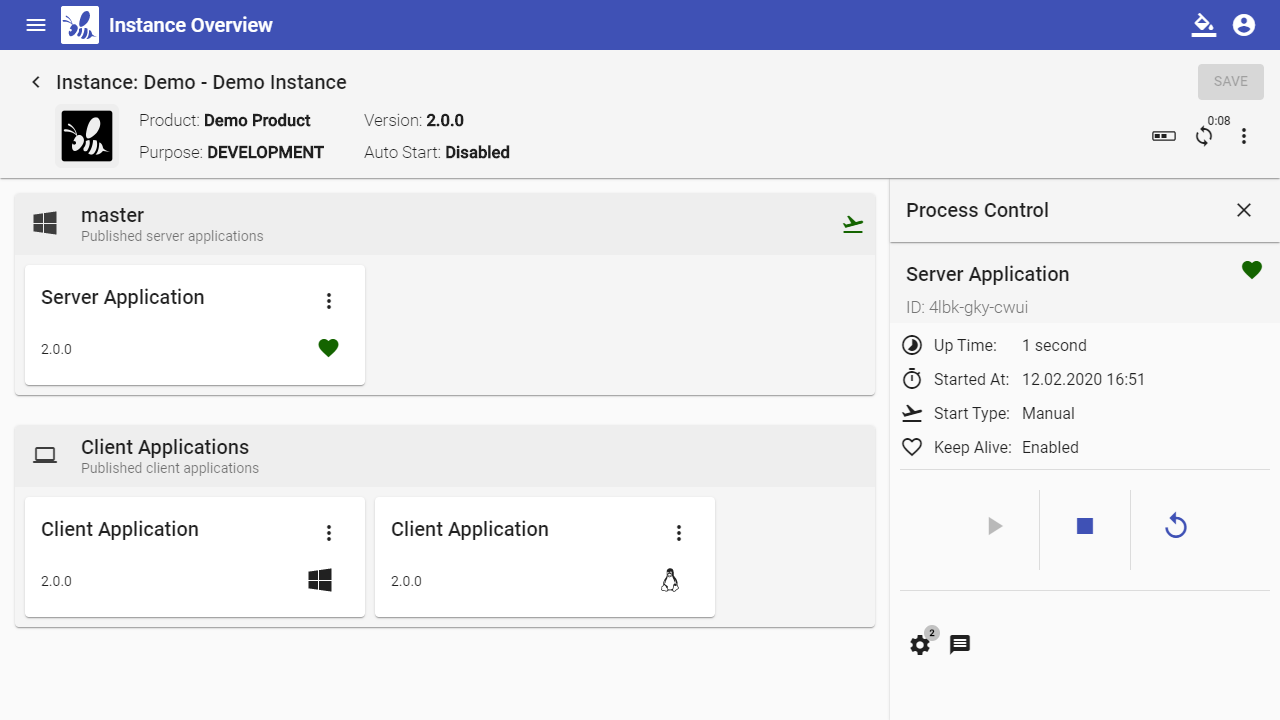 Instance Overview
Instance: Demo - Demo Instance
SAVE
Product: Demo Product
Version: 2.0.0
Purpose: DEVELOPMENT
Auto Start: Disabled
0:08
master
Published server applications
Server Application
2.0.0
Client Applications
Published client applications
Client Application
2.0.0
Client Application
2.0.0
Process Control
Server Application
ID: 4lbk-gky-cwui
Up Time: 1 second
Started At: 12.02.2020 16:51
Start Type: Manual
Keep Alive: Enabled
2